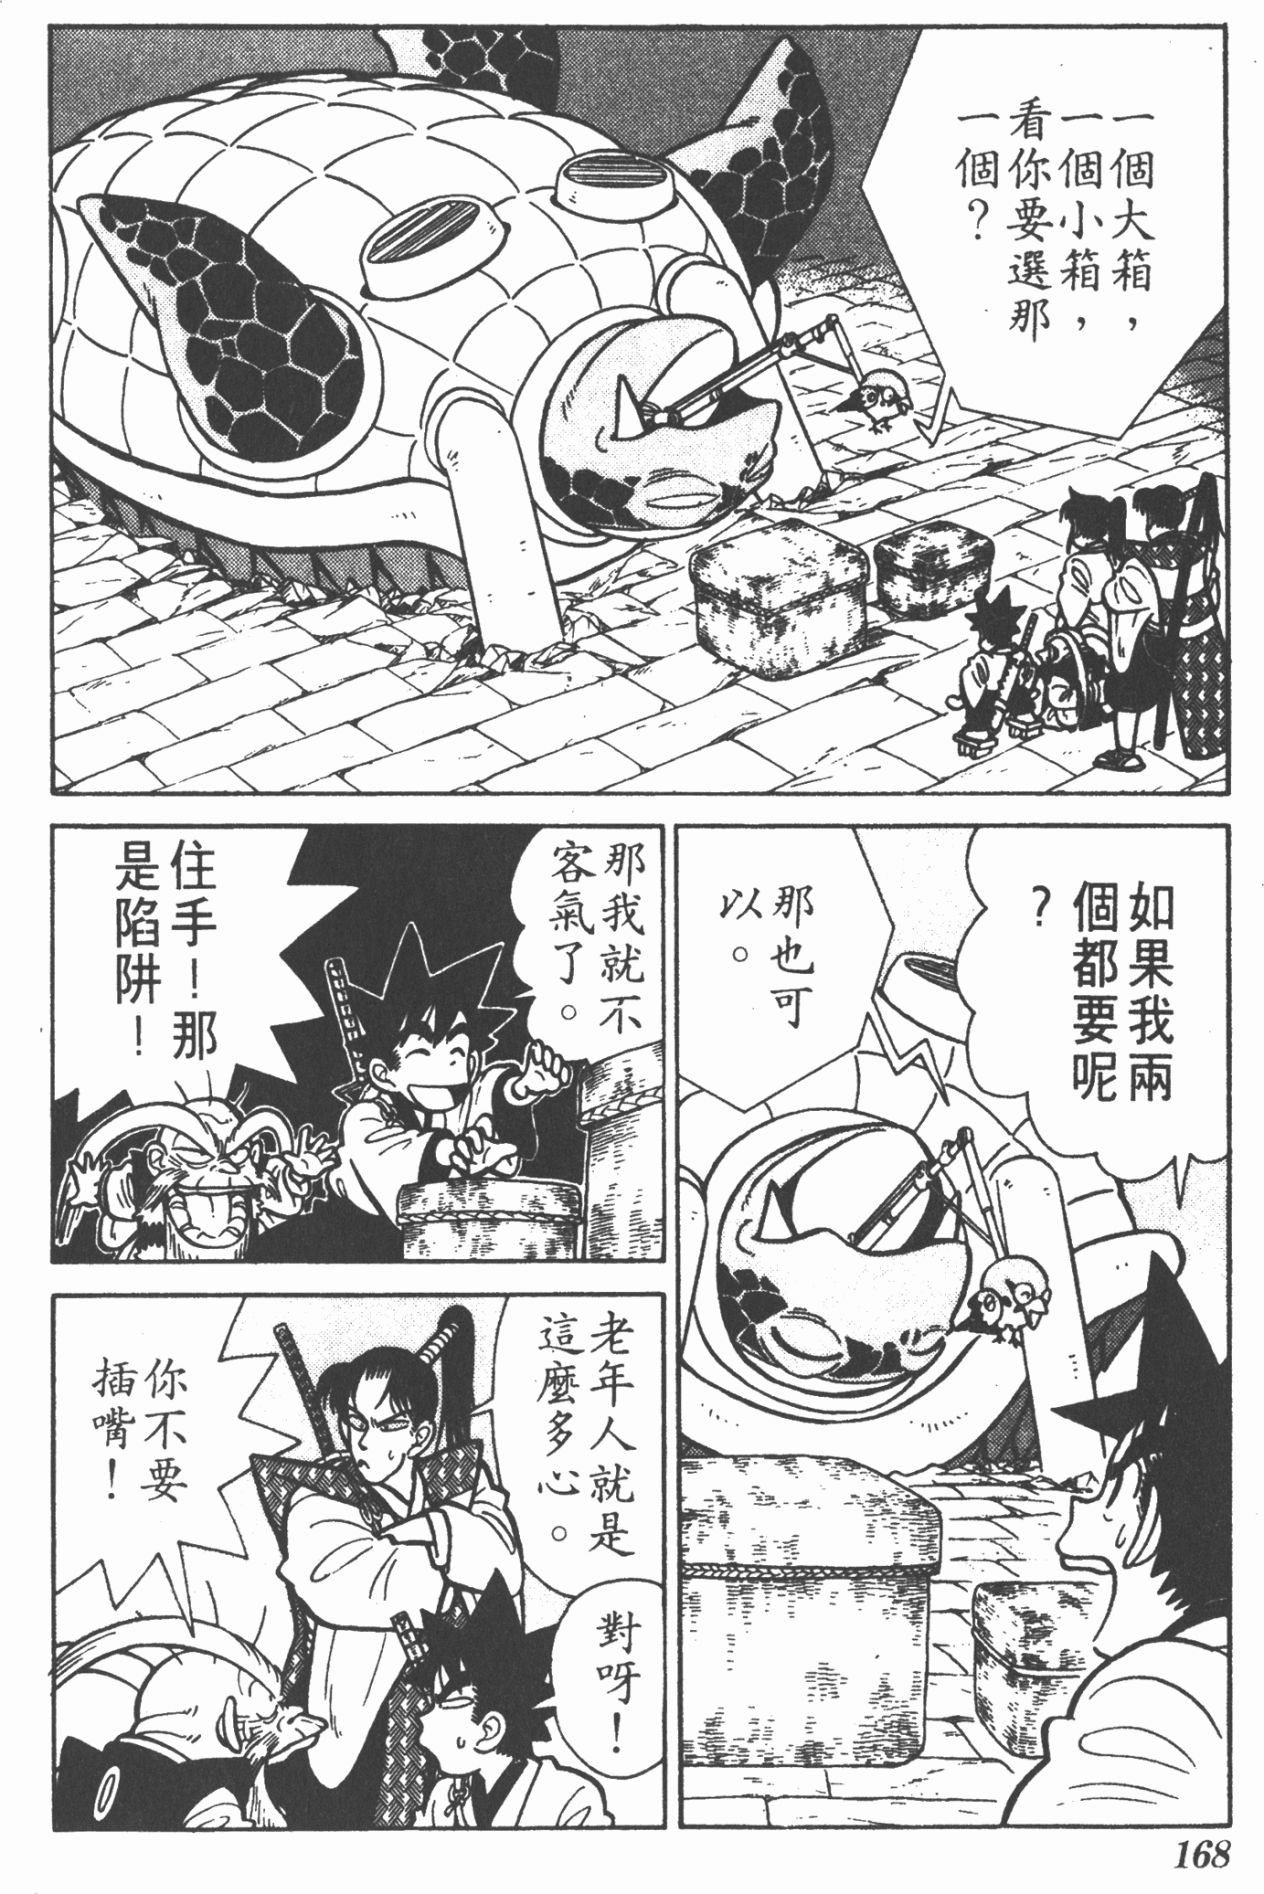 一個大箱，
一個小箱，
看你要選那
一個？
如果我兩
個都要呢
？
那也可
以。
那我就不
客氣了。
住手！那
是陷阱！
老年人就是
這麼多心。
對呀！
你不要
插嘴！
168